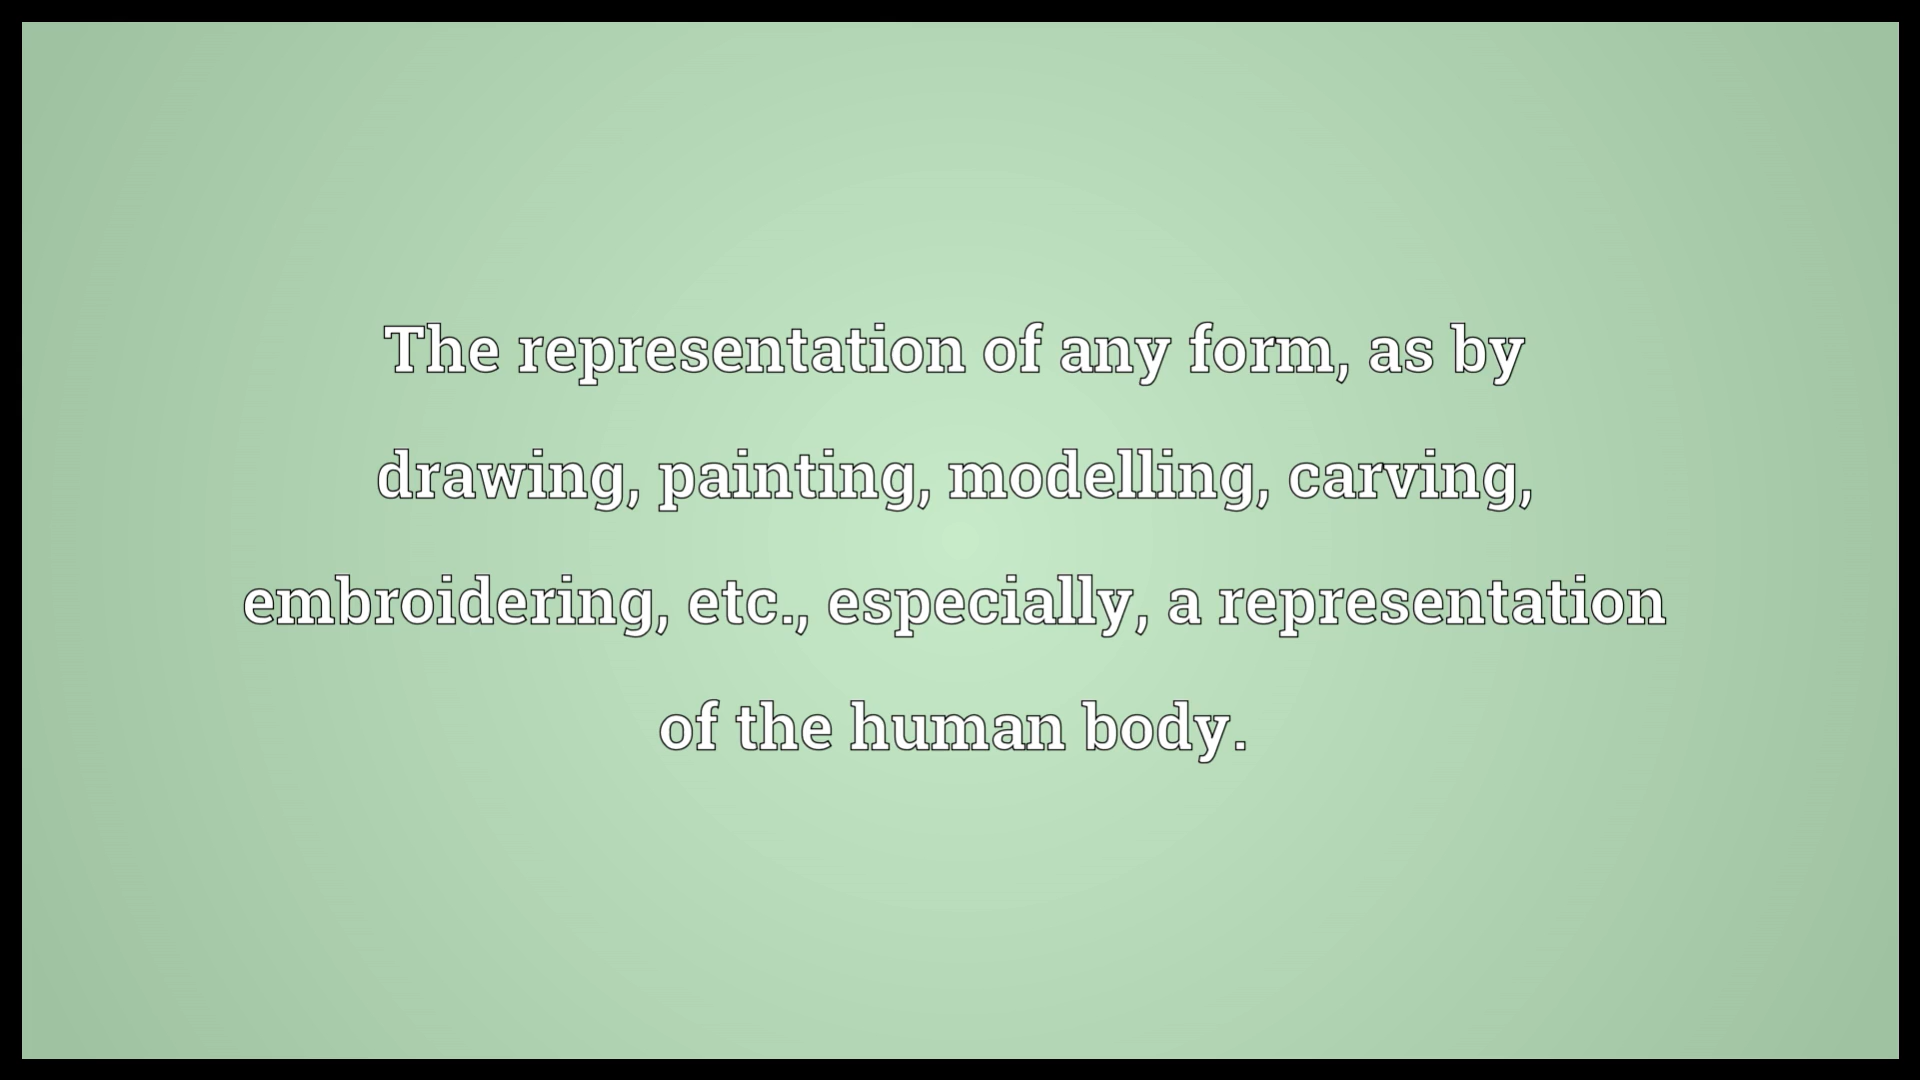 The representation of any form, as by
drawing, painting, modelling, carving,
embroidering, etc., especially, a representation
of the human body.